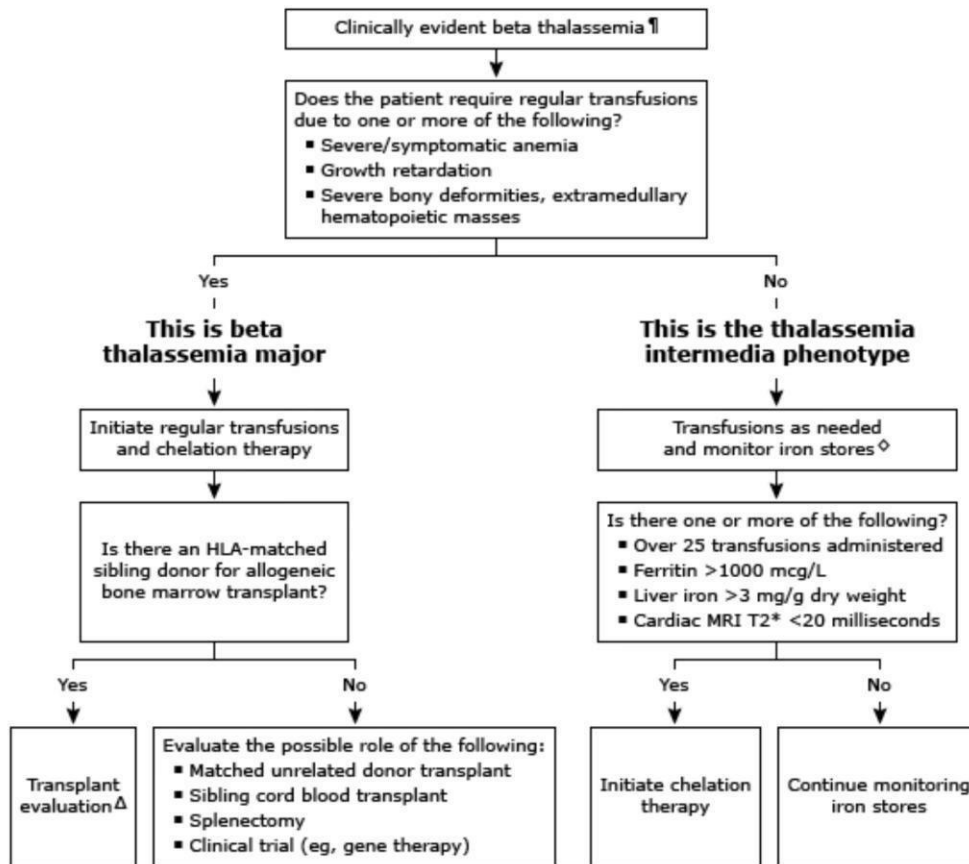 Clinically evident beta thalassemia¶
Does the patient require regular transfusions
due to one or more of the following?
▪ Severe/symptomatic anemia
▪ Growth retardation
▪ Severe bony deformities, extramedullary
hematopoietic masses
Yes
No
This is beta
thalassemia major
This is the thalassemia
intermedia phenotype
Initiate regular transfusions
and chelation therapy
Transfusions as needed
and monitor iron stores◇
Is there an HLA-matched
sibling donor for allogeneic
bone marrow transplant?
Is there one or more of the following?
▪ Over 25 transfusions administered
▪ Ferritin >1000 mcg/L
▪ Liver iron >3 mg/g dry weight
▪ Cardiac MRI T2* <20 milliseconds
Yes
No
Yes
No
Transplant
evaluationΔ
Evaluate the possible role of the following:
▪ Matched unrelated donor transplant
▪ Sibling cord blood transplant
▪ Splenectomy
▪ Clinical trial (eg, gene therapy)
Initiate chelation
therapy
Continue monitoring
iron stores